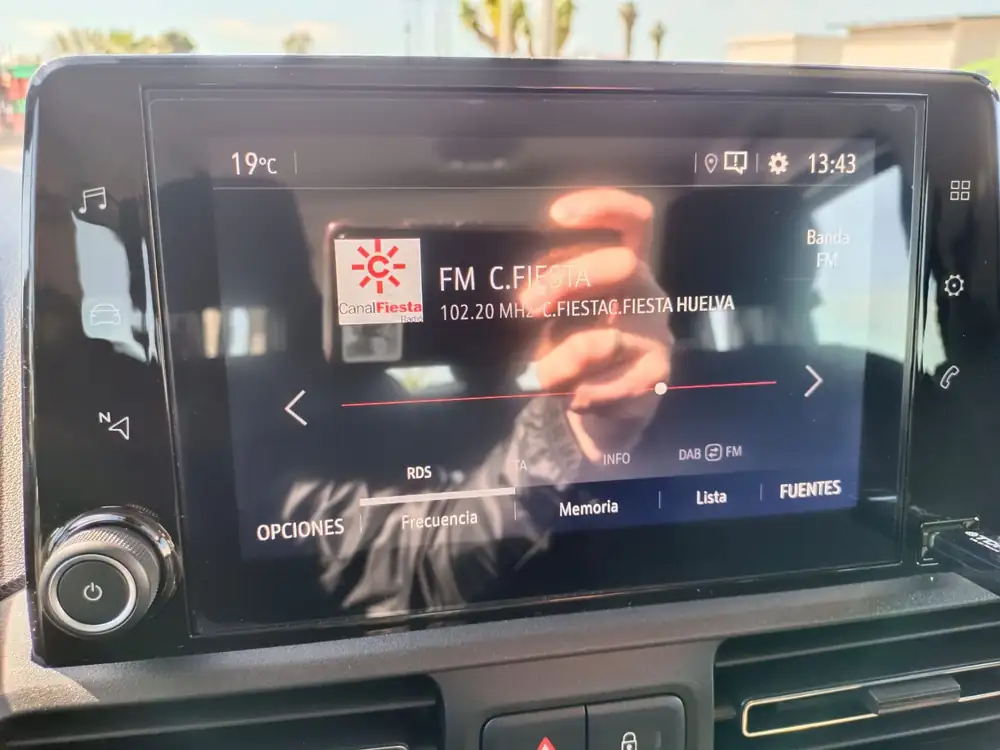 19°C
13:43
Banda
FM
CanalFiesta
Radio
FM C.FIESTA
102.20 MHz C.FIESTAC.FIESTA HUELVA
N
RDS
TA
INFO
DAB FM
OPCIONES
Frecuencia
Memoria
Lista
FUENTES